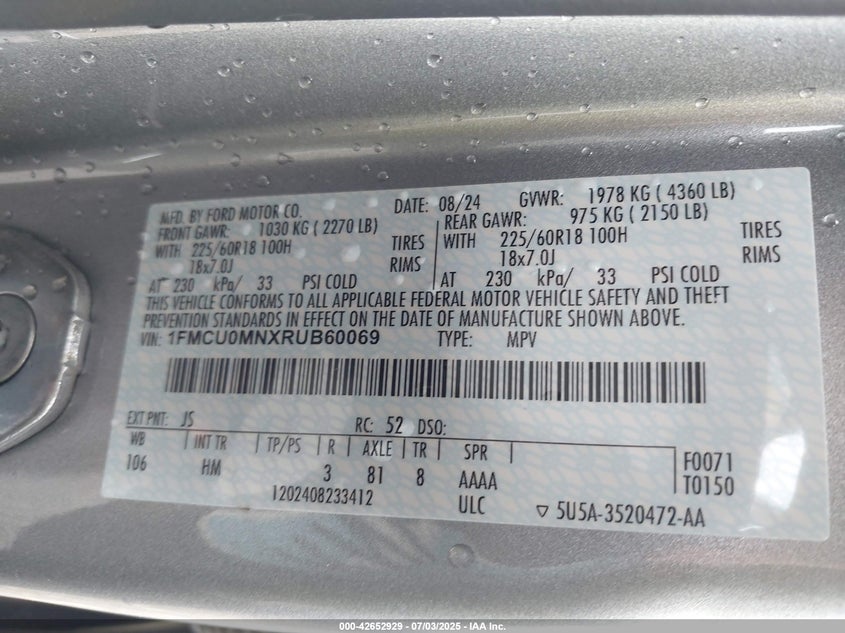 MFD. BY FORD MOTOR CO. DATE: 08/24 GVWR: 1978 KG ( 4360 LB)
FRONT GAWR: 1030 KG ( 2270 LB) REAR GAWR: 975 KG ( 2150 LB)
WITH 225/60R18 100H TIRES WITH 225/60R18 100H TIRES
18x7.0J RIMS 18x7.0J RIMS
AT 230 kPa/ 33 PSI COLD AT 230 kPa/ 33 PSI COLD
THIS VEHICLE CONFORMS TO ALL APPLICABLE FEDERAL MOTOR VEHICLE SAFETY AND THEFT
PREVENTION STANDARDS IN EFFECT ON THE DATE OF MANUFACTURE SHOWN ABOVE.
VIN: 1FMCU0MNXRUB60069 TYPE: MPV
EXT PNT: JS RC: 52 DSO:
WB INT TR TP/PS R AXLE TR SPR
106 HM 3 81 8 AAAA
F0071
T0150
1202408233412 ULC ▽ 5U5A-3520472-AA
000-42652929 - 07/03/2025 - IAA Inc.